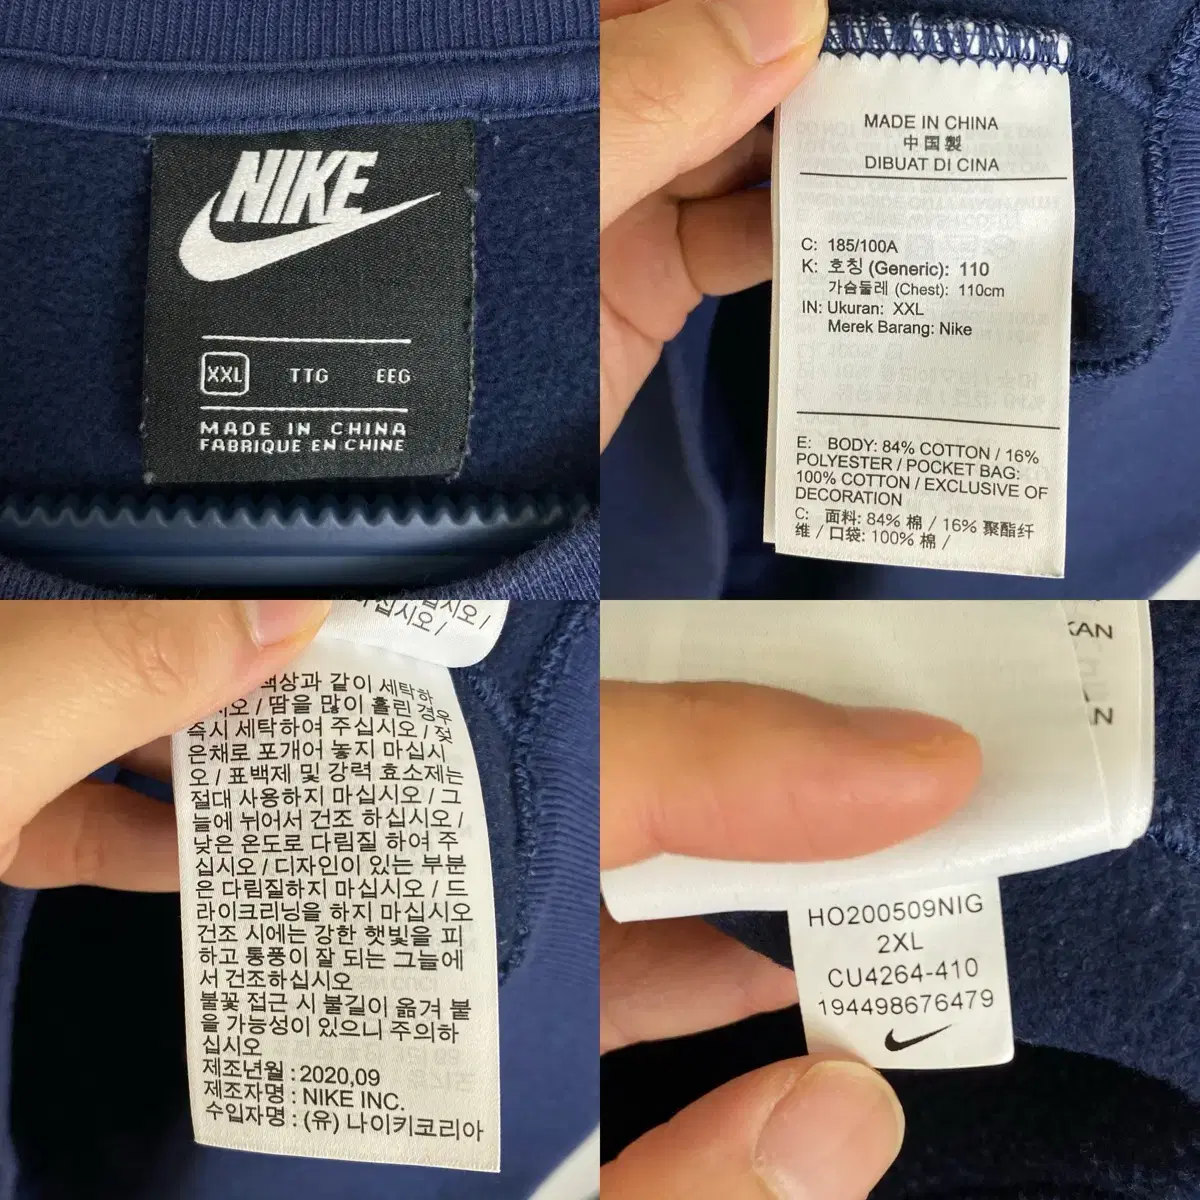 NIKE
XXL TTG EEG
MADE IN CHINA
FABRIQUE EN CHINE
MADE IN CHINA
中国製
DIBUAT DI CINA
C: 185/100A
K: 호칭 (Generic): 110
가슴둘레 (Chest): 110cm
IN: Ukuran: XXL
Merek Barang: Nike
E: BODY: 84% COTTON / 16%
POLYESTER / POCKET BAG:
100% COTTON / EXCLUSIVE OF
DECORATION
C: 面料: 84% 棉 / 16% 聚酯纤
维 / 口袋: 100% 棉 /
십시오 /
십시오 /
색상과 같이 세탁하
시오 / 땀을 많이 흘린 경우
즉시 세탁하여 주십시오 / 젖
은채로 포개어 놓지 마십시
오 / 표백제 및 강력 효소제는
절대 사용하지 마십시오 / 그
늘에 뉘어서 건조 하십시오 /
낮은 온도로 다림질 하여 주
십시오 / 디자인이 있는 부분
은 다림질하지 마십시오 / 드
라이크리닝을 하지 마십시오
건조 시에는 강한 햇빛을 피
하고 통풍이 잘 되는 그늘에
서 건조하십시오
불꽃 접근 시 불길이 옮겨 붙
을 가능성이 있으니 주의하
십시오
제조년월 : 2020,09
제조자명 : NIKE INC.
수입자명 : (유) 나이키코리아
KAN
HO200509NIG
2XL
CU4264-410
194498676479